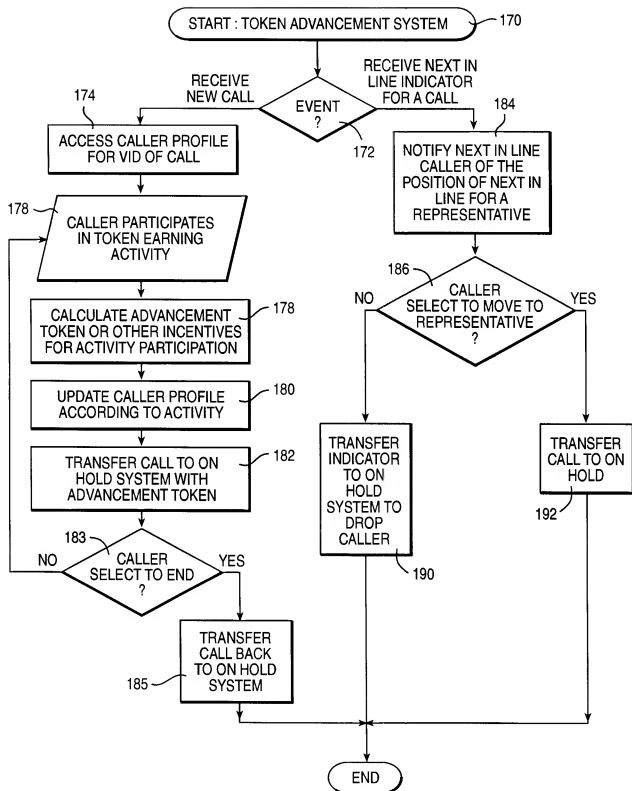 START : TOKEN ADVANCEMENT SYSTEM
170
RECEIVE
NEW CALL
RECEIVE NEXT IN
LINE INDICATOR
FOR A CALL
EVENT
?
172
174
ACCESS CALLER PROFILE
FOR VID OF CALL
178
CALLER PARTICIPATES
IN TOKEN EARNING
ACTIVITY
CALCULATE ADVANCEMENT
TOKEN OR OTHER INCENTIVES
FOR ACTIVITY PARTICIPATION
178
UPDATE CALLER PROFILE
ACCORDING TO ACTIVITY
180
TRANSFER CALL TO ON
HOLD SYSTEM WITH
ADVANCEMENT TOKEN
182
183
NO
CALLER
SELECT TO END
?
YES
TRANSFER
CALL BACK
TO ON HOLD
SYSTEM
185
184
NOTIFY NEXT IN LINE
CALLER OF THE
POSITION OF NEXT IN
LINE FOR A
REPRESENTATIVE
186
NO
CALLER
SELECT TO MOVE TO
REPRESENTATIVE
?
YES
TRANSFER
INDICATOR
TO ON
HOLD
SYSTEM TO
DROP
CALLER
190
TRANSFER
CALL TO ON
HOLD
192
END